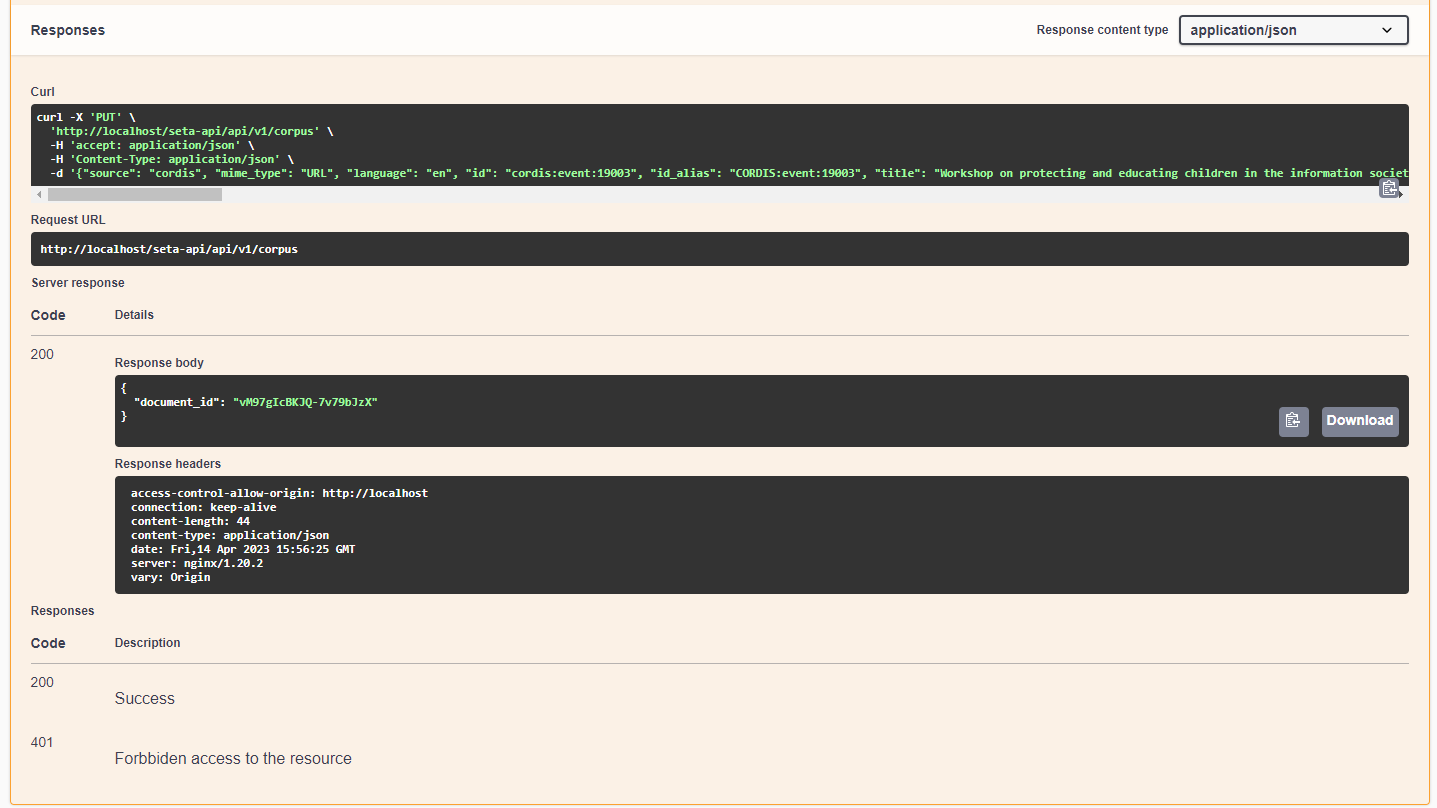 Responses
Response content type
application/json
Curl
curl -X 'PUT' \
'http://localhost/seta-api/api/v1/corpus' \
-H 'accept: application/json' \
-H 'Content-Type: application/json' \
-d '{"source": "cordis", "mime_type": "URL", "language": "en", "id": "cordis:event:19003", "id_alias": "CORDIS:event:19003", "title": "Workshop on protecting and educating children in the information societ
Request URL
http://localhost/seta-api/api/v1/corpus
Server response
Code Details
200
Response body
{
"document_id": "vM97gIcBKJQ-7v79bJzX"
}
Download
Response headers
access-control-allow-origin: http://localhost
connection: keep-alive
content-length: 44
content-type: application/json
date: Fri,14 Apr 2023 15:56:25 GMT
server: nginx/1.20.2
vary: Origin
Responses
Code Description
200
Success
401
Forbbiden access to the resource